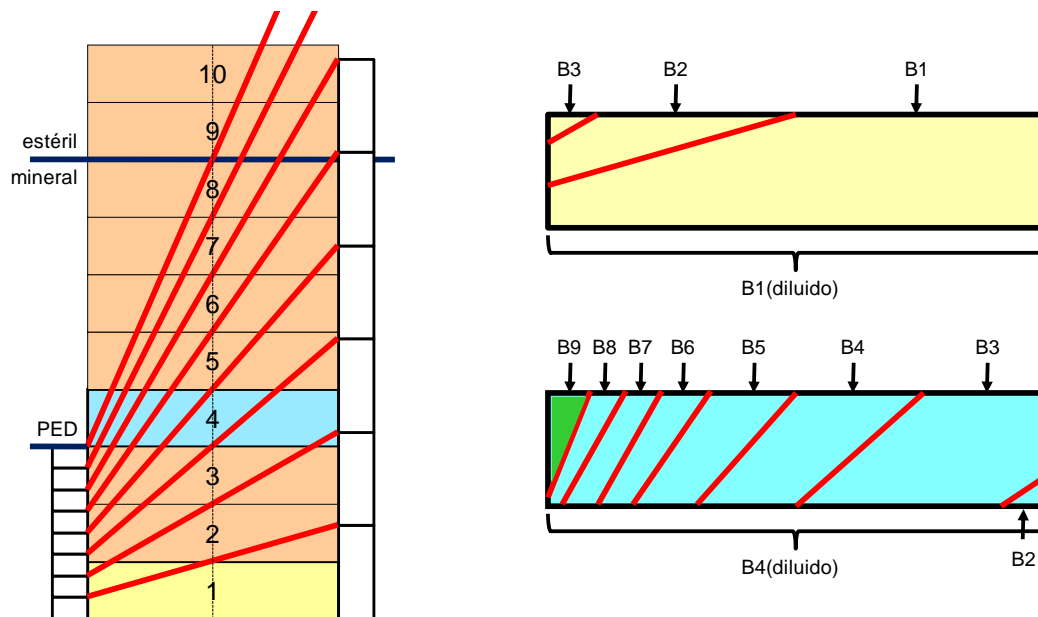 10
9
8
7
6
5
4
3
2
1
estéril
mineral
PED
B3 B2 B1
B1(diluido)
B9 B8 B7 B6 B5 B4 B3
B4(diluido)
B2